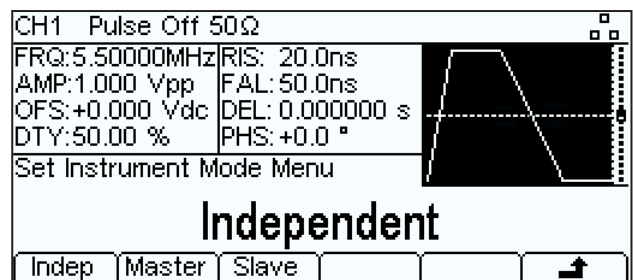 CH1 Pulse Off 50Ω
FRQ:5.50000MHz RIS: 20.0ns
AMP:1.000 Vpp FAL: 50.0ns
OFS:+0.000 Vdc DEL: 0.000000 s
DTY:50.00 % PHS: +0.0 °
Set Instrument Mode Menu
Independent
Indep Master Slave